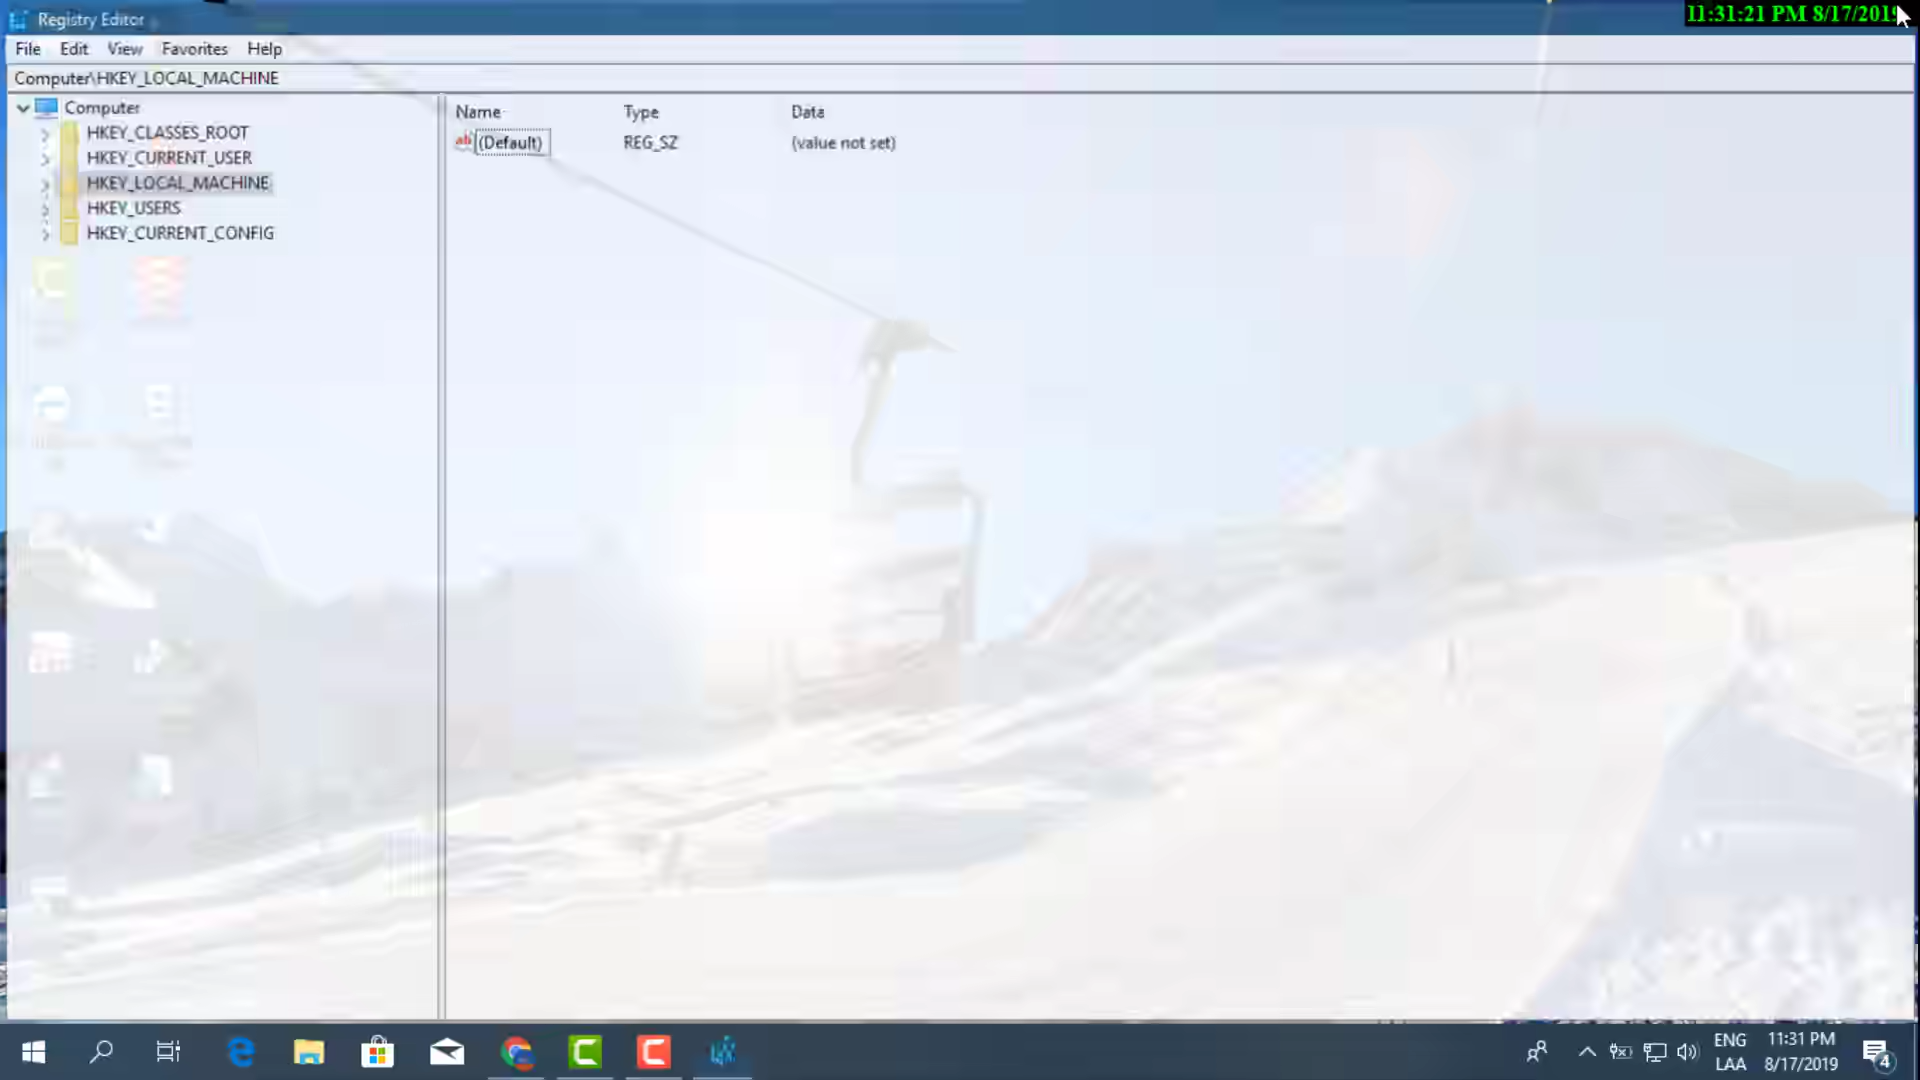 Registry Editor
11:31:21 PM 8/17/2019
File Edit View Favorites Help
Computer\HKEY_LOCAL_MACHINE
Computer
HKEY_CLASSES_ROOT
HKEY_CURRENT_USER
HKEY_LOCAL_MACHINE
HKEY_USERS
HKEY_CURRENT_CONFIG
Name Type Data
ab (Default) REG_SZ (value not set)
ENG
LAA
11:31 PM
8/17/2019
4